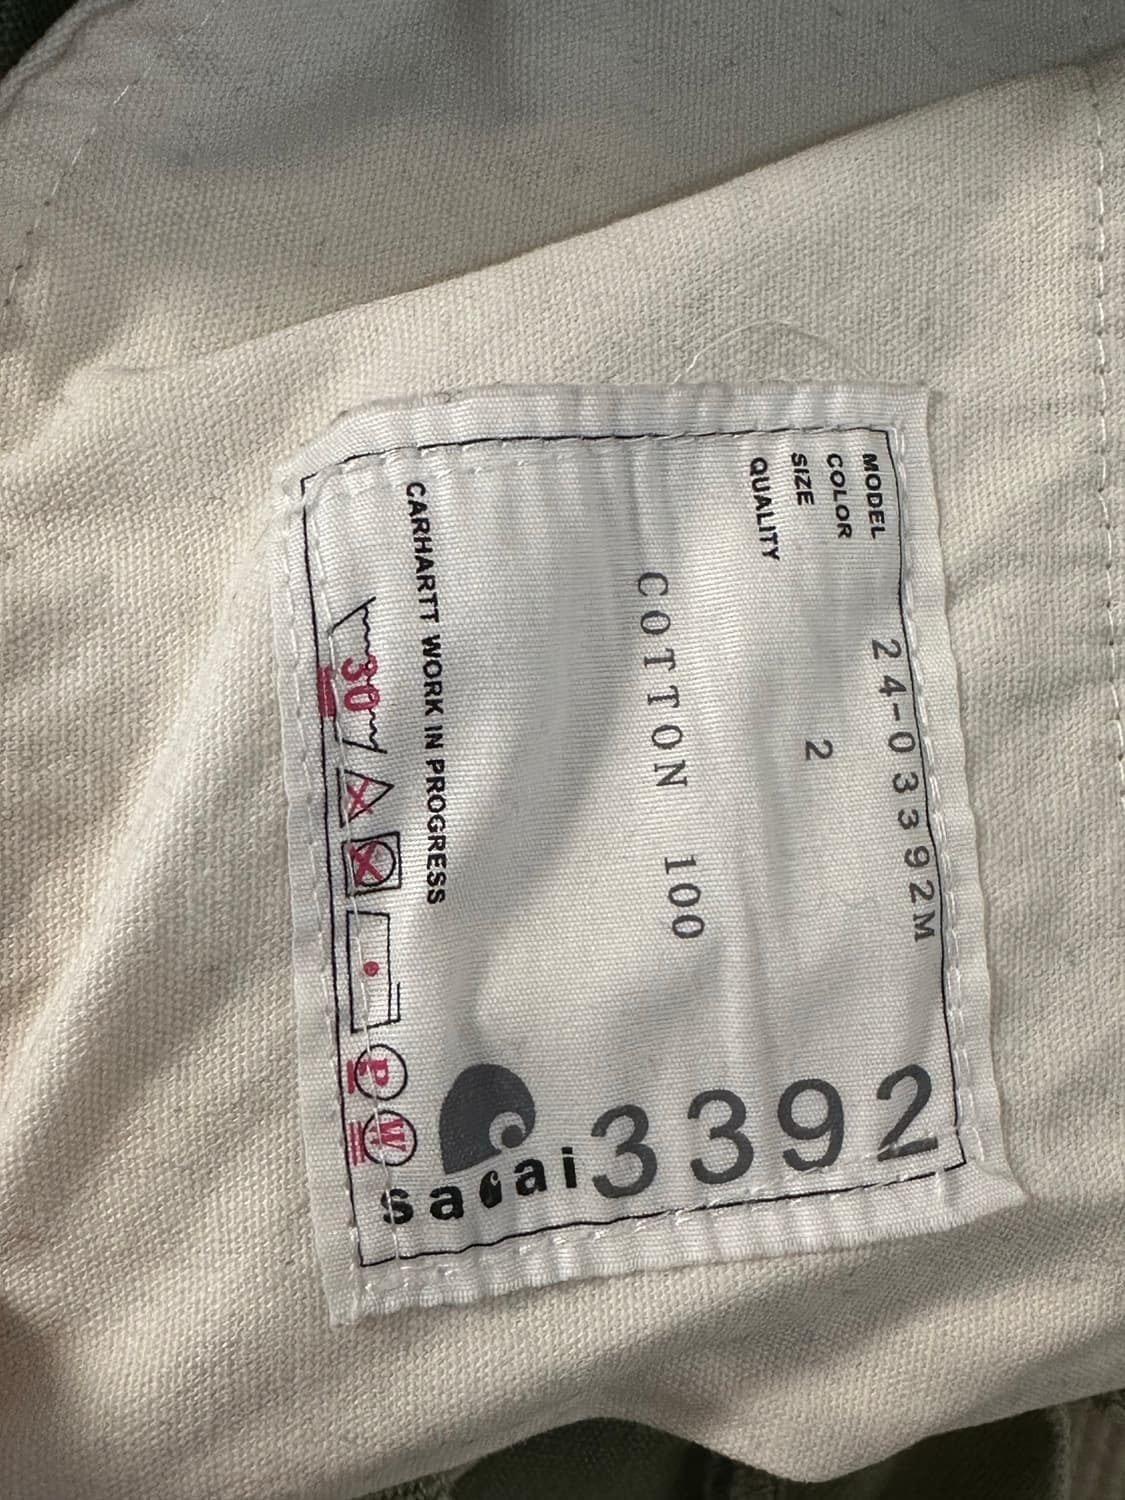 MODEL 24-03392M
COLOR
SIZE 2
QUALITY
COTTON 100
CARHARTT WORK IN PROGRESS
30
P
W
sacai
3392